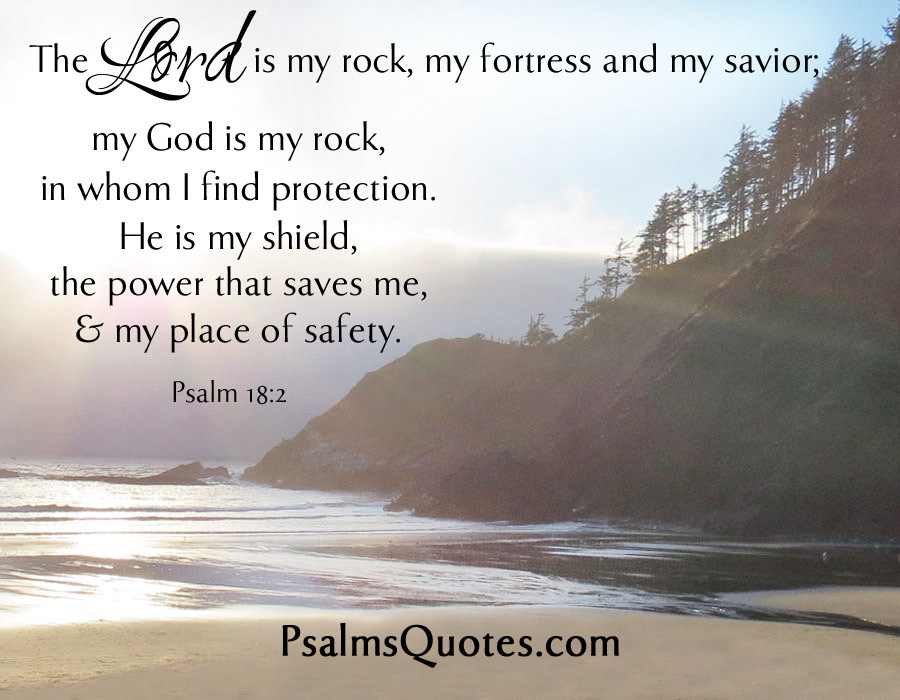 The Lord is my rock, my fortress and my savior;
my God is my rock,
in whom I find protection.
He is my shield,
the power that saves me,
& my place of safety.
Psalm 18:2
PsalmsQuotes.com